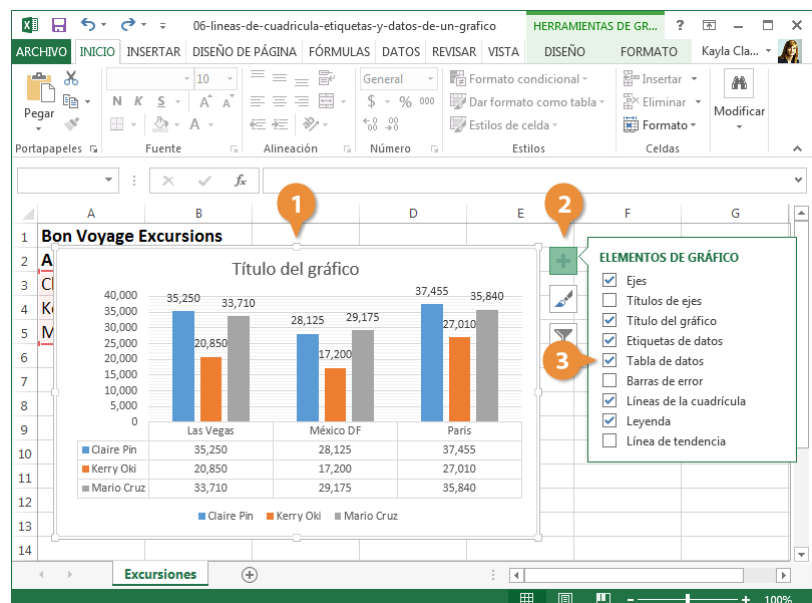 06-lineas-de-cuadricula-etiquetas-y-datos-de-un-grafico HERRAMIENTAS DE GR... ?
ARCHIVO INICIO INSERTAR DISEÑO DE PÁGINA FÓRMULAS DATOS REVISAR VISTA DISEÑO FORMATO Kayla Cla...
10 General Formato condicional Insertar
Pegar N K S A A $ % 000 Dar formato como tabla Eliminar Modificar
A Estilos de celda Formato
Portapapeles Fuente Alineación Número Estilos Celdas
fx
1 2
A B D E F G
1 Bon Voyage Excursions
2 A
3 Cl
4 Ke
5 M
6
7
8
9
10
11
12
13
14
Título del gráfico
40,000
35,000
30,000
25,000
20,000
15,000
10,000
5,000
0
35,250 20,850 33,710 28,125 17,200 29,175 37,455 27,010 35,840
Las Vegas México DF Paris
Claire Pin 35,250 28,125 37,455
Kerry Oki 20,850 17,200 27,010
Mario Cruz 33,710 29,175 35,840
Claire Pin Kerry Oki Mario Cruz
ELEMENTOS DE GRÁFICO
Ejes
Títulos de ejes
Título del gráfico
Etiquetas de datos
3 Tabla de datos
Barras de error
Líneas de la cuadrícula
Leyenda
Línea de tendencia
Excursiones
100%